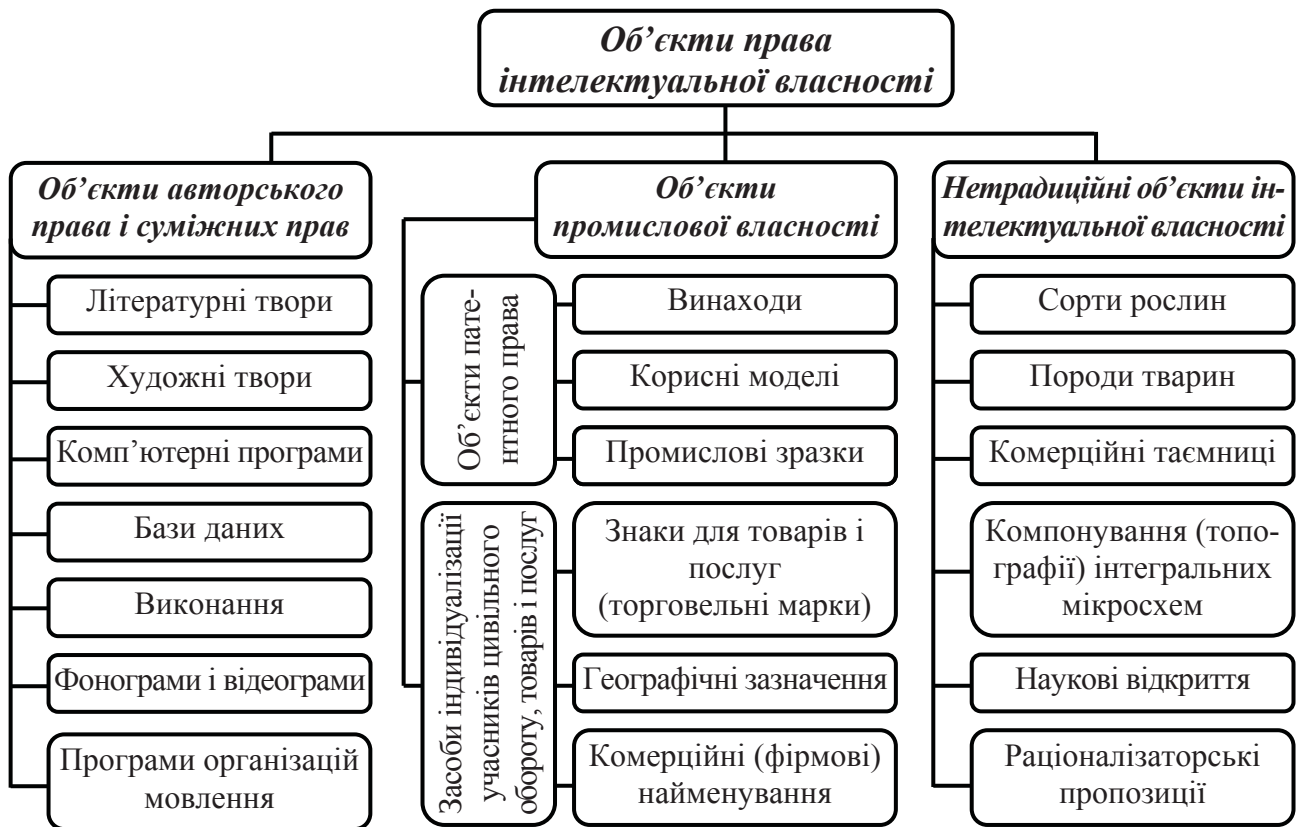 Об’єкти права
інтелектуальної власності
Об’єкти авторського
права і суміжних прав
Літературні твори
Художні твори
Комп’ютерні програми
Бази даних
Виконання
Фонограми і відеограми
Програми організацій
мовлення
Об’єкти
промислової власності
Об’єкти пате-
нтного права
Винаходи
Корисні моделі
Промислові зразки
Засоби індивідуалізації
учасників цивільного
обороту, товарів і послуг
Знаки для товарів і
послуг
(торговельні марки)
Географічні зазначення
Комерційні (фірмові)
найменування
Нетрадиційні об’єкти ін-
телектуальної власності
Сорти рослин
Породи тварин
Комерційні таємниці
Компонування (топо-
графії) інтегральних
мікросхем
Наукові відкриття
Раціоналізаторські
пропозиції